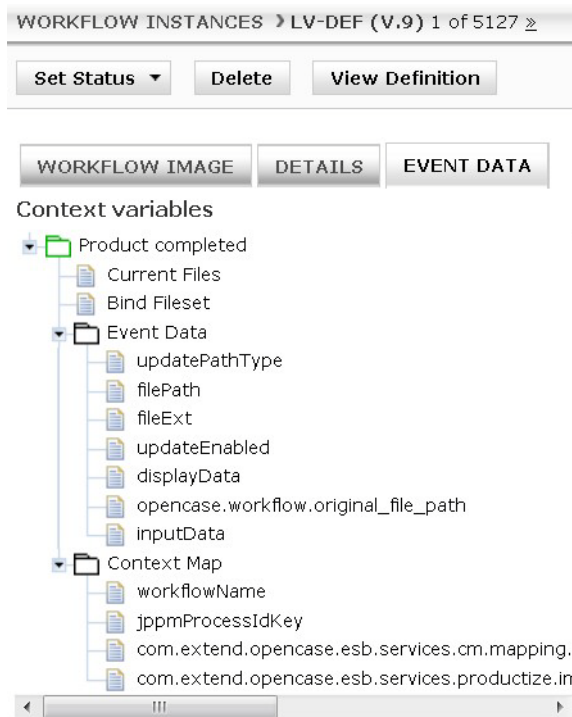 WORKFLOW INSTANCES ❯ LV-DEF (V.9) 1 of 5127 »
Set Status ▼ Delete View Definition
WORKFLOW IMAGE DETAILS EVENT DATA
Context variables
Product completed
Current Files
Bind Fileset
Event Data
updatePathType
filePath
fileExt
updateEnabled
displayData
opencase.workflow.original_file_path
inputData
Context Map
workflowName
jppmProcessIdKey
com.extend.opencase.esb.services.cm.mapping.
com.extend.opencase.esb.services.productize.im